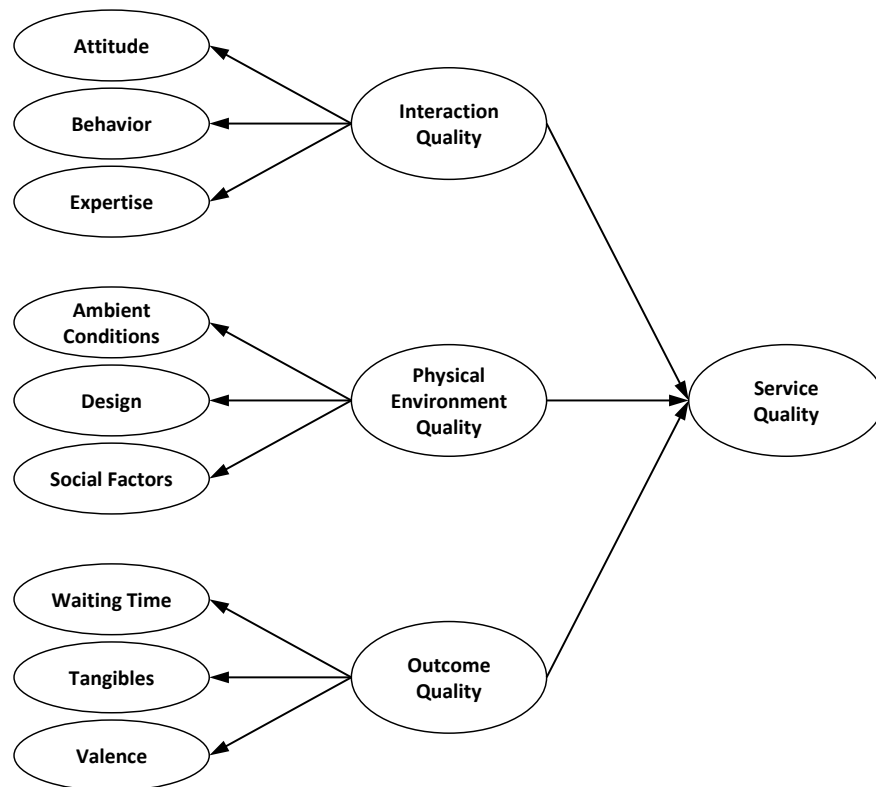 Attitude
Behavior
Expertise
Interaction
Quality
Ambient
Conditions
Design
Social Factors
Physical
Environment
Quality
Service
Quality
Waiting Time
Tangibles
Valence
Outcome
Quality